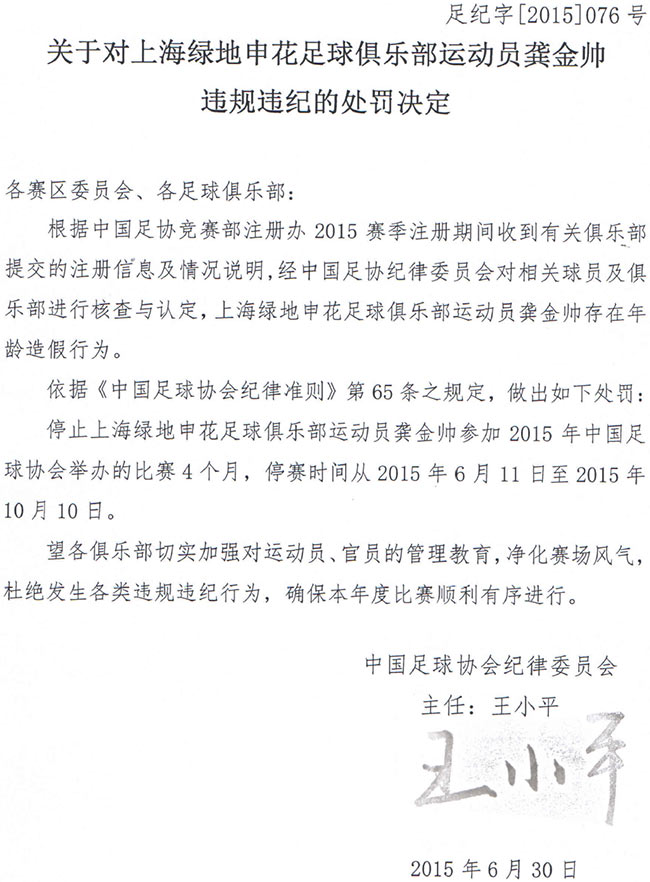 足纪字[2015]076 号
关于对上海绿地申花足球俱乐部运动员龚金帅
违规违纪的处罚决定
各赛区委员会、各足球俱乐部：
根据中国足协竞赛部注册办 2015 赛季注册期间收到有关俱乐部
提交的注册信息及情况说明，经中国足协纪律委员会对相关球员及俱
乐部进行核查与认定，上海绿地申花足球俱乐部运动员龚金帅存在年
龄造假行为。
依据《中国足球协会纪律准则》第 65 条之规定，做出如下处罚：
停止上海绿地申花足球俱乐部运动员龚金帅参加 2015 年中国足
球协会举办的比赛 4 个月，停赛时间从 2015 年 6 月 11 日至 2015 年
10 月 10 日。
望各俱乐部切实加强对运动员、官员的管理教育，净化赛场风气，
杜绝发生各类违规违纪行为，确保本年度比赛顺利有序进行。
中国足球协会纪律委员会
主任：王小平
王小平
2015 年 6 月 30 日